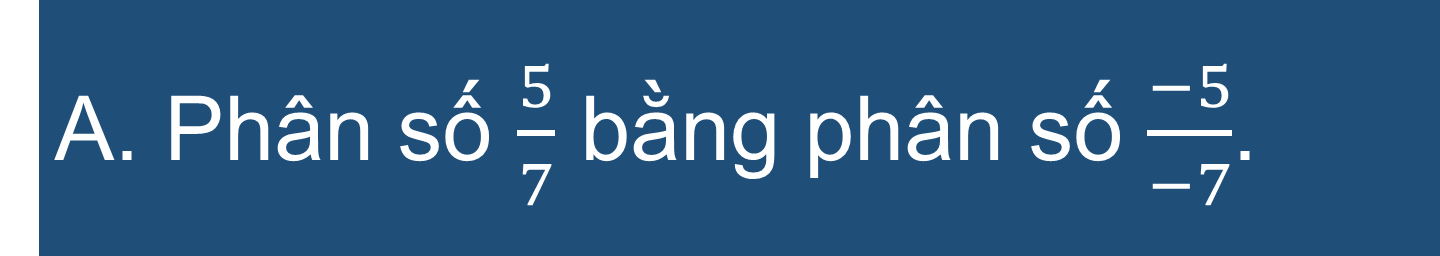 A. Phân số 5/7 bằng phân số −5/−7.